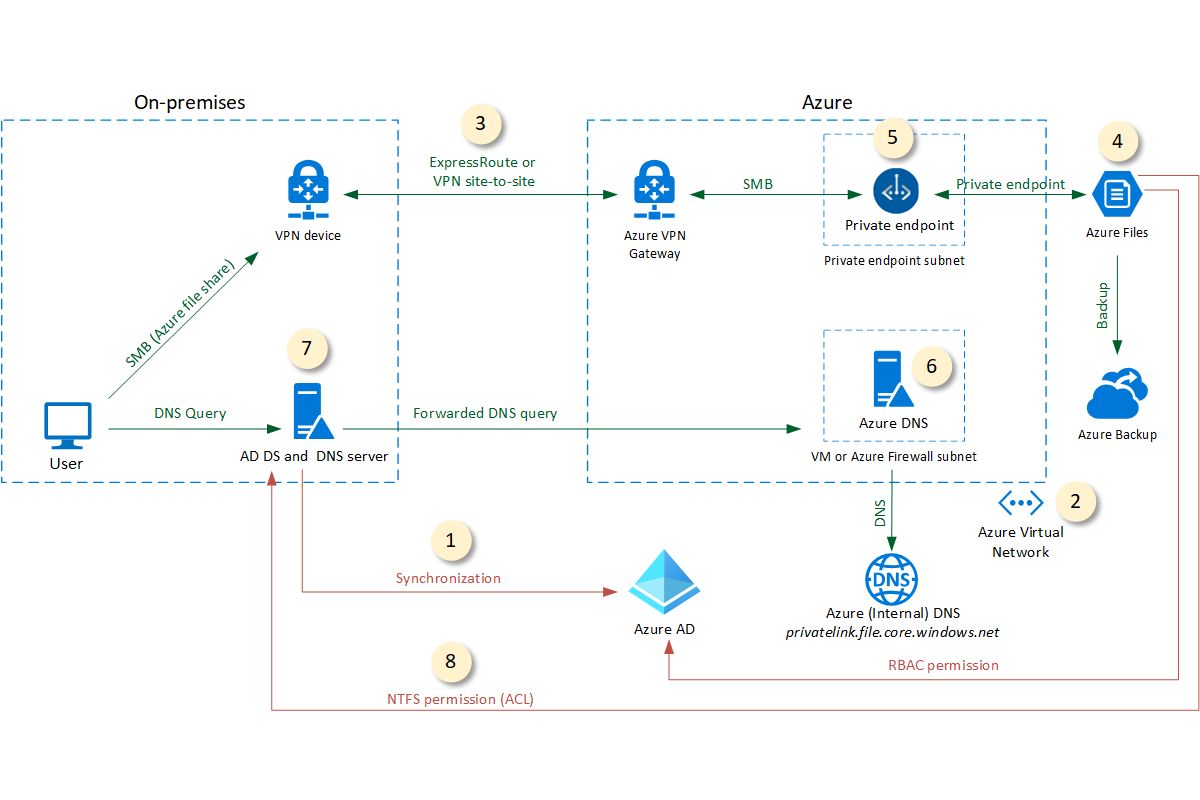 On-premises
Azure
3
5
4
ExpressRoute or
VPN site-to-site
SMB
Private endpoint
VPN device
Azure VPN
Gateway
Private endpoint
Azure Files
Private endpoint subnet
SMB (Azure file share)
Backup
7
6
DNS Query
Forwarded DNS query
Azure DNS
Azure Backup
User
AD DS and  DNS server
VM or Azure Firewall subnet
2
DNS
Azure Virtual
Network
1
Synchronization
DNS
Azure AD
Azure (Internal) DNS
privatelink.file.core.windows.net
8
RBAC permission
NTFS permission (ACL)